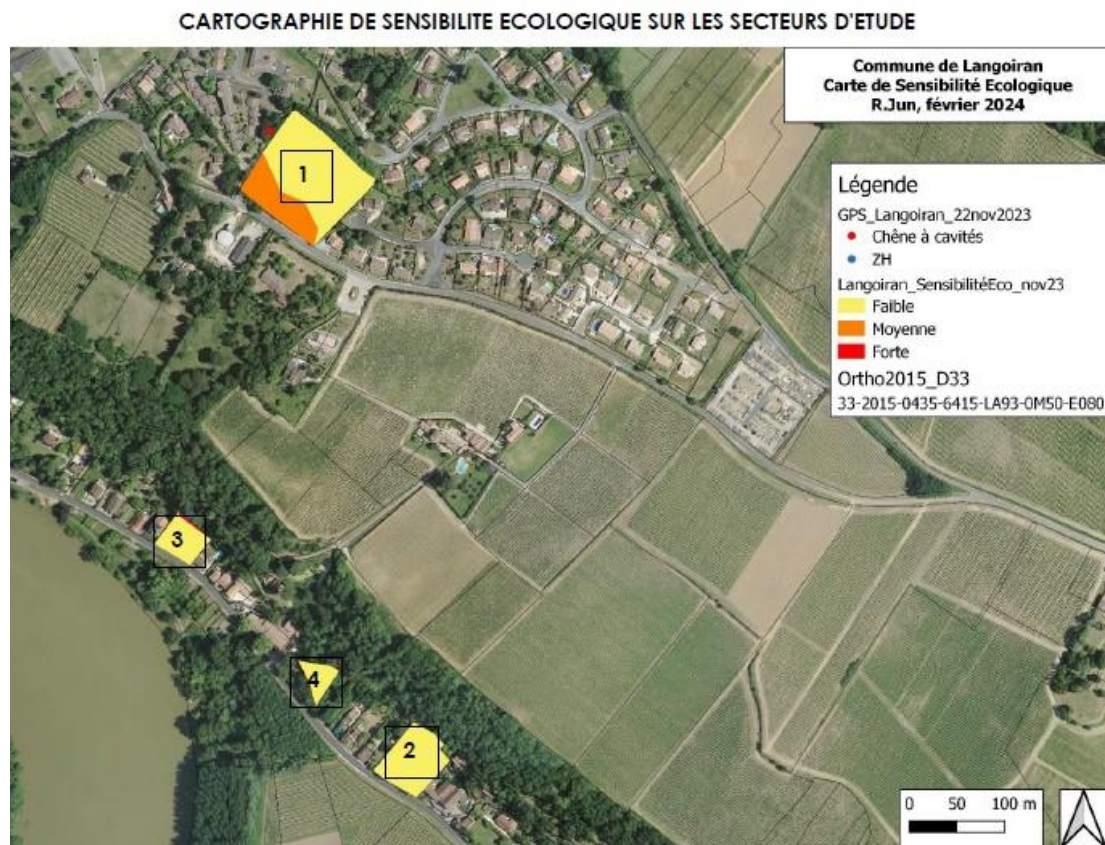 CARTOGRAPHIE DE SENSIBILITE ECOLOGIQUE SUR LES SECTEURS D'ETUDE
Commune de Langoiran
Carte de Sensibilité Ecologique
R.Jun, février 2024
Légende
GPS_Langoiran_22nov2023
Chêne à cavités
ZH
Langoiran_SensibilitéEco_nov23
Faible
Moyenne
Forte
Ortho2015_D33
33-2015-0435-6415-LA93-0M50-E080
1
3
4
2
0 50 100 m